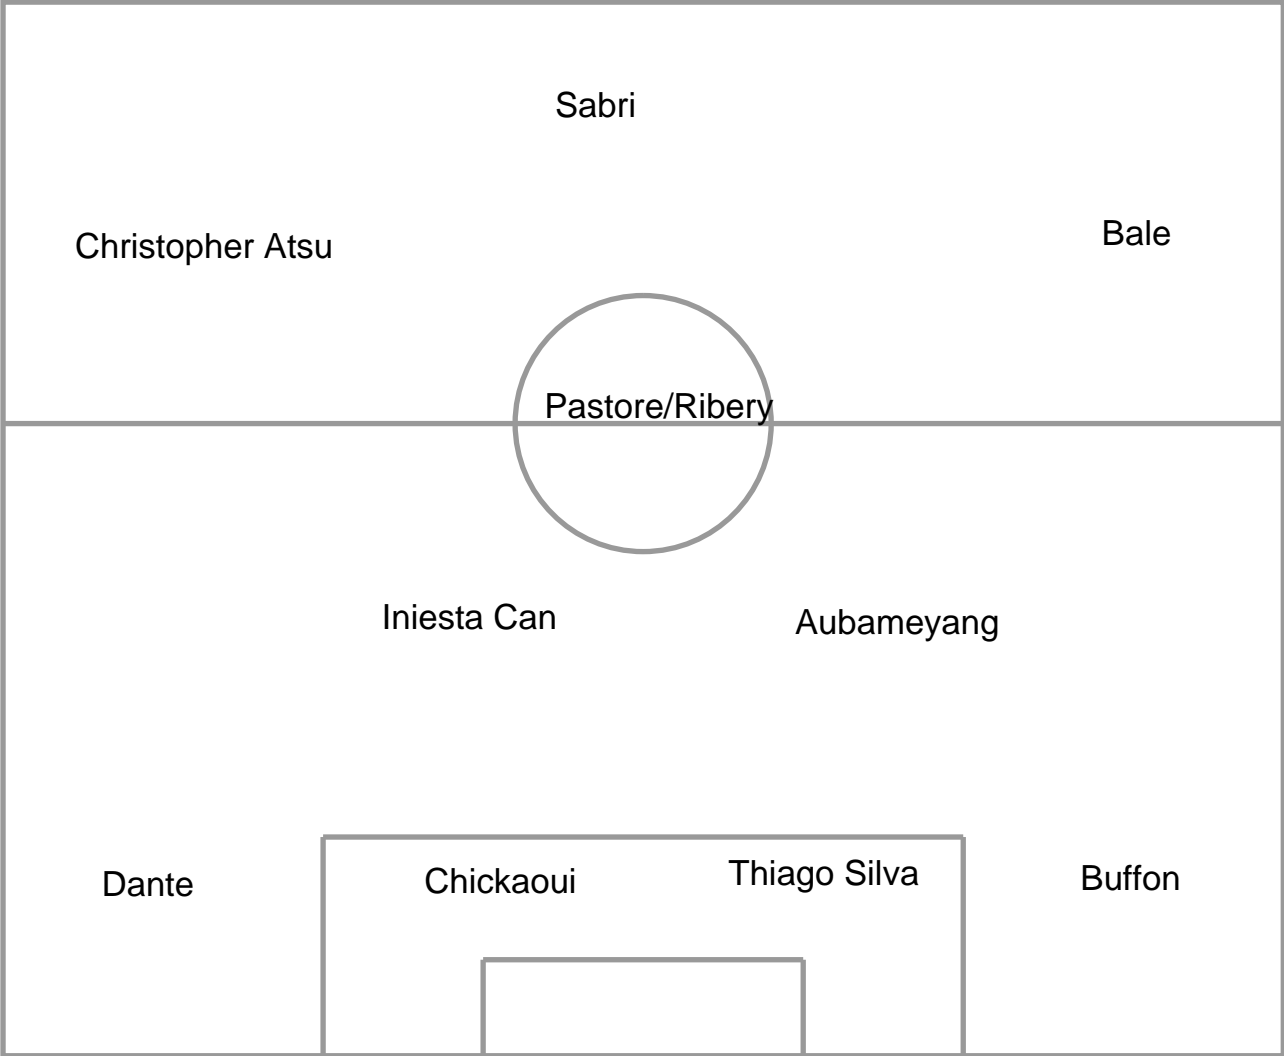 Sabri
Christopher Atsu
Bale
Pastore/Ribery
Iniesta Can
Aubameyang
Dante
Chickaoui
Thiago Silva
Buffon